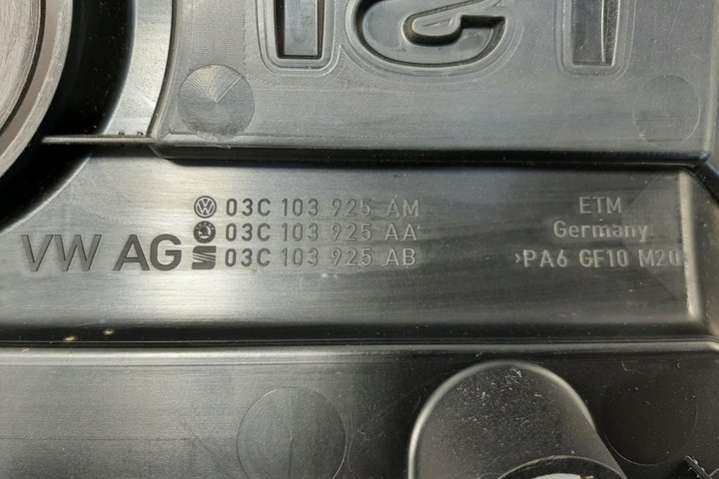 TSI
VW AG
03C 103 925 AM
03C 103 925 AA
03C 103 925 AB
ETM
Germany
>PA6 GF10 M20